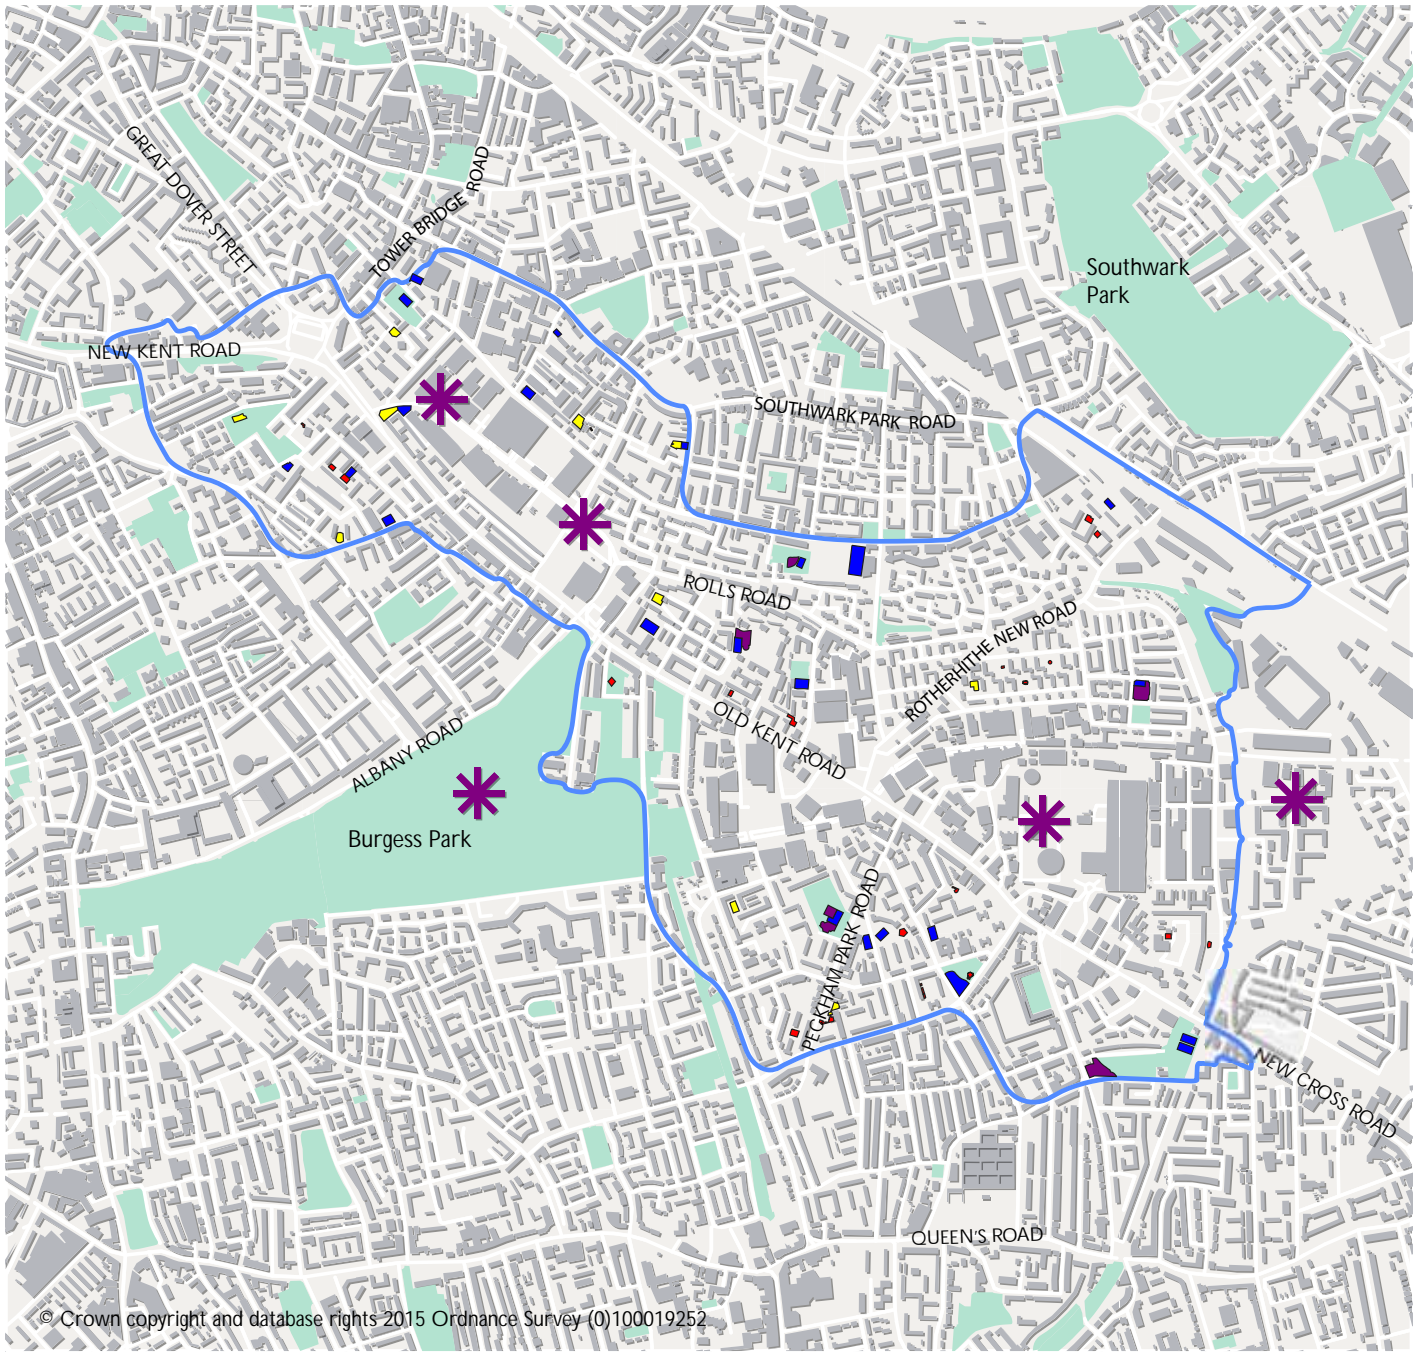 GREAT DOVER STREET
TOWER BRIDGE ROAD
Southwark
Park
NEW KENT ROAD
SOUTHWARK PARK ROAD
ROLLS ROAD
ROTHERHITHE NEW ROAD
OLD KENT ROAD
ALBANY ROAD
Burgess Park
PECKHAM PARK ROAD
NEW CROSS ROAD
QUEEN'S ROAD
© Crown copyright and database rights 2015 Ordnance Survey (0)100019252